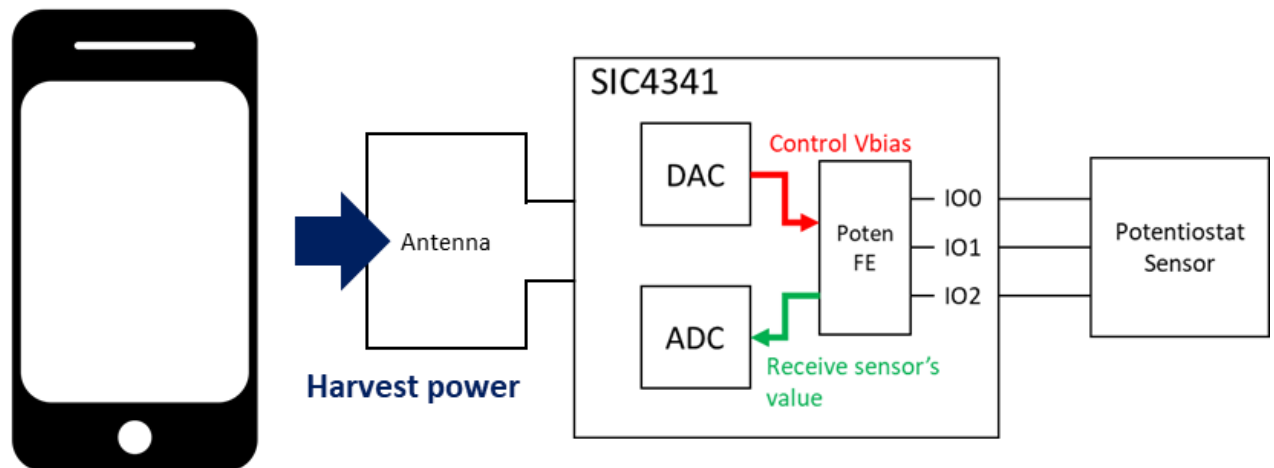 SIC4341
Control Vbias
DAC
IO0
Antenna
Poten
FE
IO1
Potentiostat
Sensor
IO2
ADC
Harvest power
Receive sensor's
value